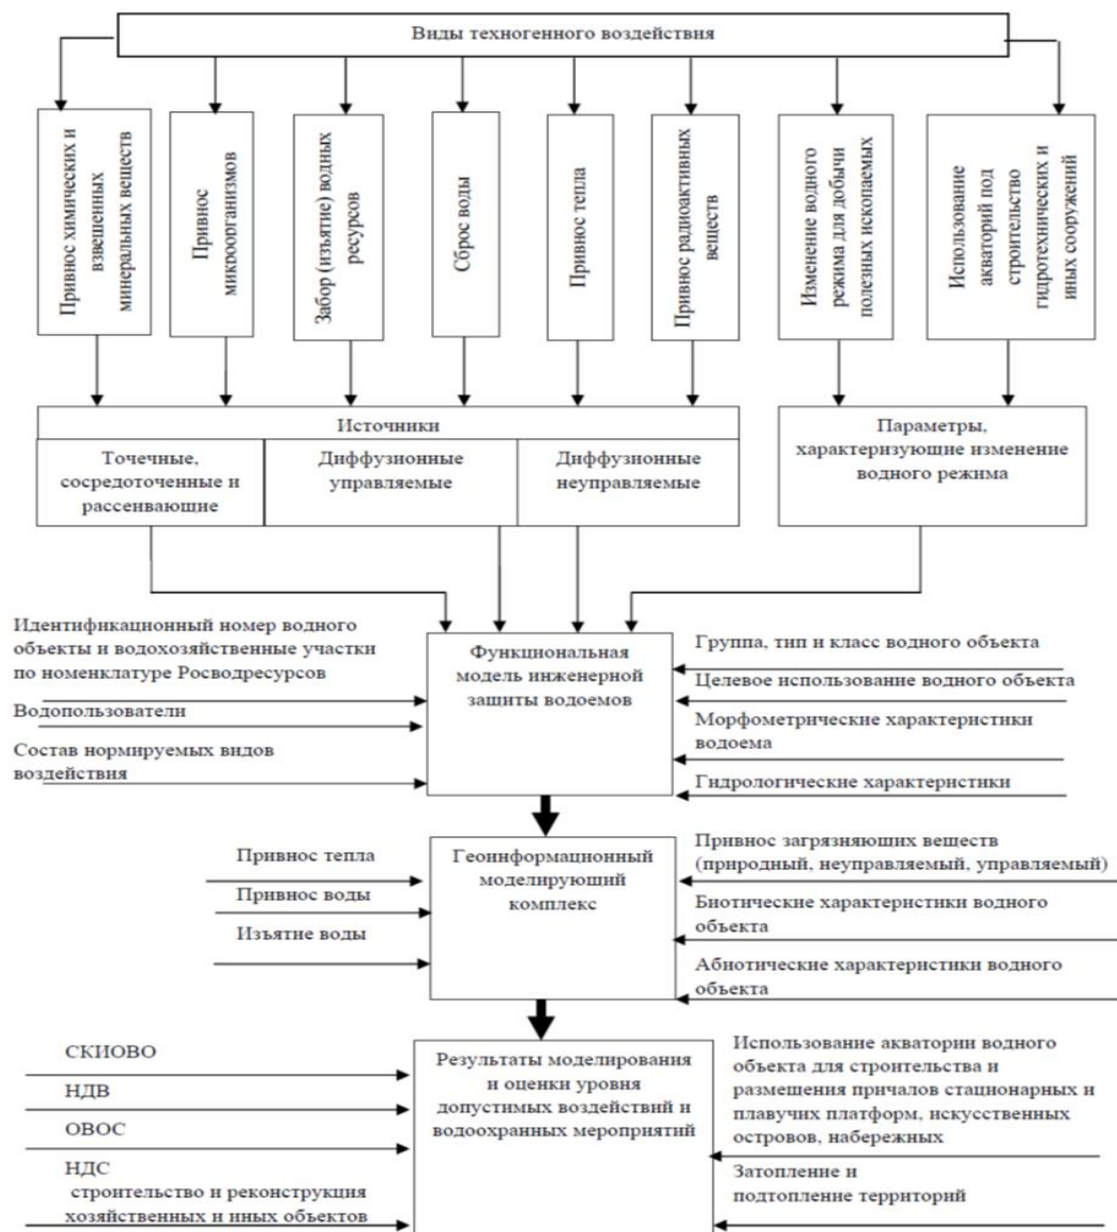 Виды техногенного воздействия
Привнос химических и
взвешенных
минеральных веществ
Привнос
микроорганизмов
Забор (изъятие) водных
ресурсов
Сброс воды
Привнос тепла
Привнос радиоактивных
веществ
Изменение водного
режима для добычи
полезных ископаемых
Использование
акваторий под
строительство
гидротехнических и
иных сооружений
Источники
Точечные,
сосредоточенные и
рассеивающие
Диффузионные
управляемые
Диффузионные
неуправляемые
Параметры,
характеризующие изменение
водного режима
Идентификационный номер водного
объекты и водохозяйственные участки
по номенклатуре Росводресурсов
Водопользователи
Состав нормируемых видов
воздействия
Функциональная
модель инженерной
защиты водоемов
Группа, тип и класс водного объекта
Целевое использование водного объекта
Морфометрические характеристики
водоема
Гидрологические характеристики
Привнос тепла
Привнос воды
Изъятие воды
Геоинформационный
моделирующий
комплекс
Привнос загрязняющих веществ
(природный, неуправляемый, управляемый)
Биотические характеристики водного
объекта
Абиотические характеристики водного
объекта
СКИОВО
НДВ
ОВОС
НДС
строительство и реконструкция
хозяйственных и иных объектов
Результаты моделирования
и оценки уровня
допустимых воздействий и
водоохранных мероприятий
Использование акватории водного
объекта для строительства и
размещения причалов стационарных и
плавучих платформ, искусственных
островов, набережных
Затопление и
подтопление территорий